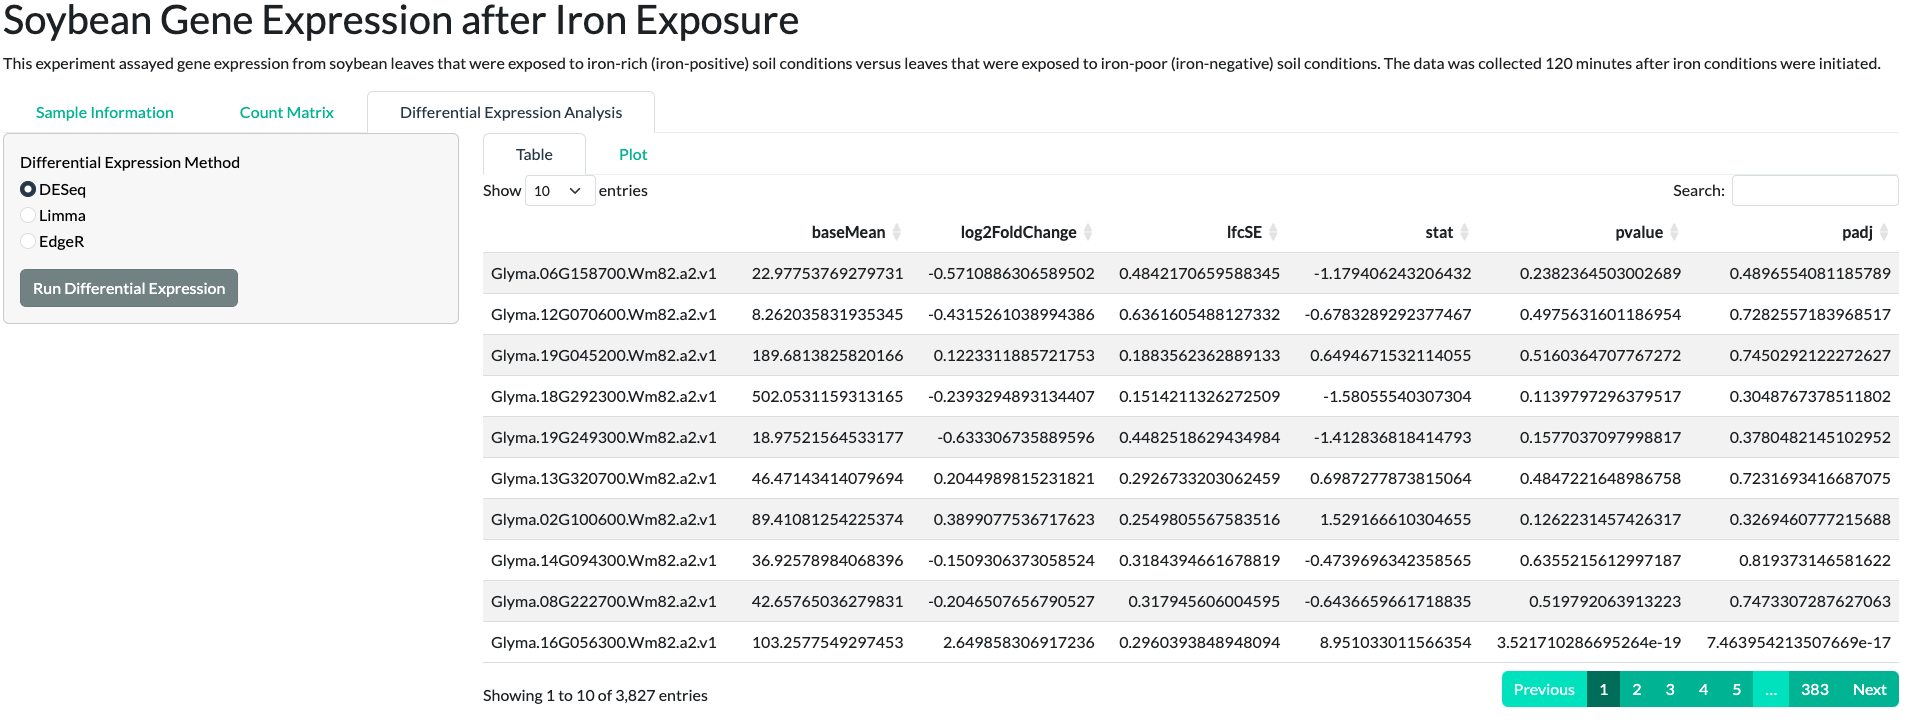 Soybean Gene Expression after Iron Exposure
This experiment assayed gene expression from soybean leaves that were exposed to iron-rich (iron-positive) soil conditions versus leaves that were exposed to iron-poor (iron-negative) soil conditions. The data was collected 120 minutes after iron conditions were initiated.
Sample Information Count Matrix Differential Expression Analysis
Differential Expression Method
DESeq
Limma
EdgeR
Run Differential Expression
Table Plot
Show 10 entries Search:
baseMean log2FoldChange lfcSE stat pvalue padj
Glyma.06G158700.Wm82.a2.v1 22.97753769279731 -0.5710886306589502 0.4842170659588345 -1.179406243206432 0.2382364503002689 0.4896554081185789
Glyma.12G070600.Wm82.a2.v1 8.262035831935345 -0.4315261038994386 0.6361605488127332 -0.6783289292377467 0.4975631601186954 0.7282557183968517
Glyma.19G045200.Wm82.a2.v1 189.6813825820166 0.1223311885721753 0.1883562362889133 0.6494671532114055 0.5160364707767272 0.7450292122272627
Glyma.18G292300.Wm82.a2.v1 502.0531159313165 -0.2393294893134407 0.1514211326272509 -1.58055540307304 0.1139797296379517 0.3048767378511802
Glyma.19G249300.Wm82.a2.v1 18.97521564533177 -0.633306735889596 0.4482518629434984 -1.412836818414793 0.1577037097998817 0.3780482145102952
Glyma.13G320700.Wm82.a2.v1 46.47143414079694 0.2044989815231821 0.2926733203062459 0.6987277873815064 0.4847221648986758 0.7231693416687075
Glyma.02G100600.Wm82.a2.v1 89.41081254225374 0.3899077536717623 0.2549805567583516 1.529166610304655 0.1262231457426317 0.3269460777215688
Glyma.14G094300.Wm82.a2.v1 36.92578984068396 -0.1509306373058524 0.3184394661678819 -0.4739696342358565 0.6355215612997187 0.819373146581622
Glyma.08G222700.Wm82.a2.v1 42.65765036279831 -0.2046507656790527 0.317945606004595 -0.6436659661718835 0.519792063913223 0.7473307287627063
Glyma.16G056300.Wm82.a2.v1 103.2577549297453 2.649858306917236 0.2960393848948094 8.951033011566354 3.521710286695264e-19 7.463954213507669e-17
Showing 1 to 10 of 3,827 entries Previous 1 2 3 4 5 … 383 Next